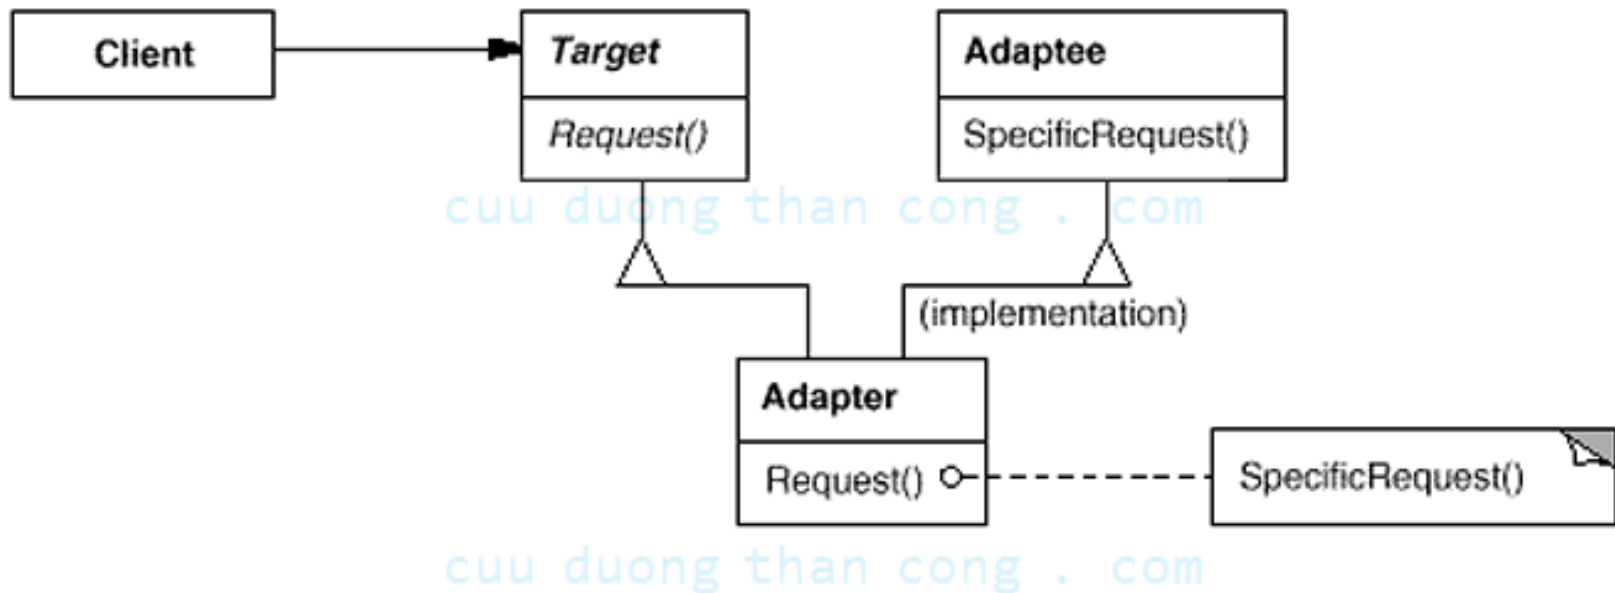 Client
Target
Request()
Adaptee
SpecificRequest()
cuu duong than cong . com
(implementation)
Adapter
Request()
SpecificRequest()
cuu duong than cong . com